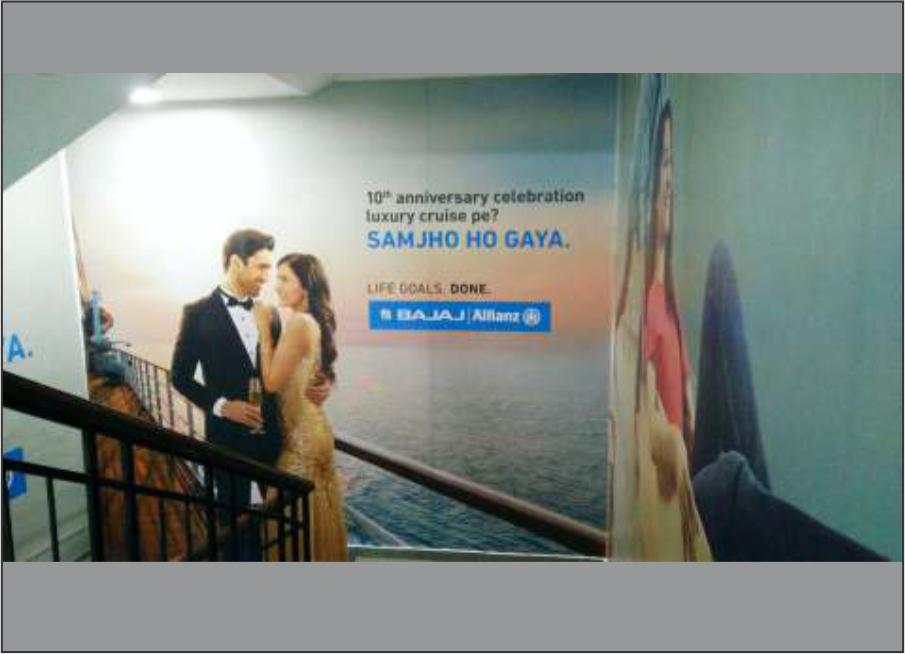 10th anniversary celebration
luxury cruise pe?
SAMJHO HO GAYA.
LIFE GOALS. DONE.
BAJAJ Allianz
A.